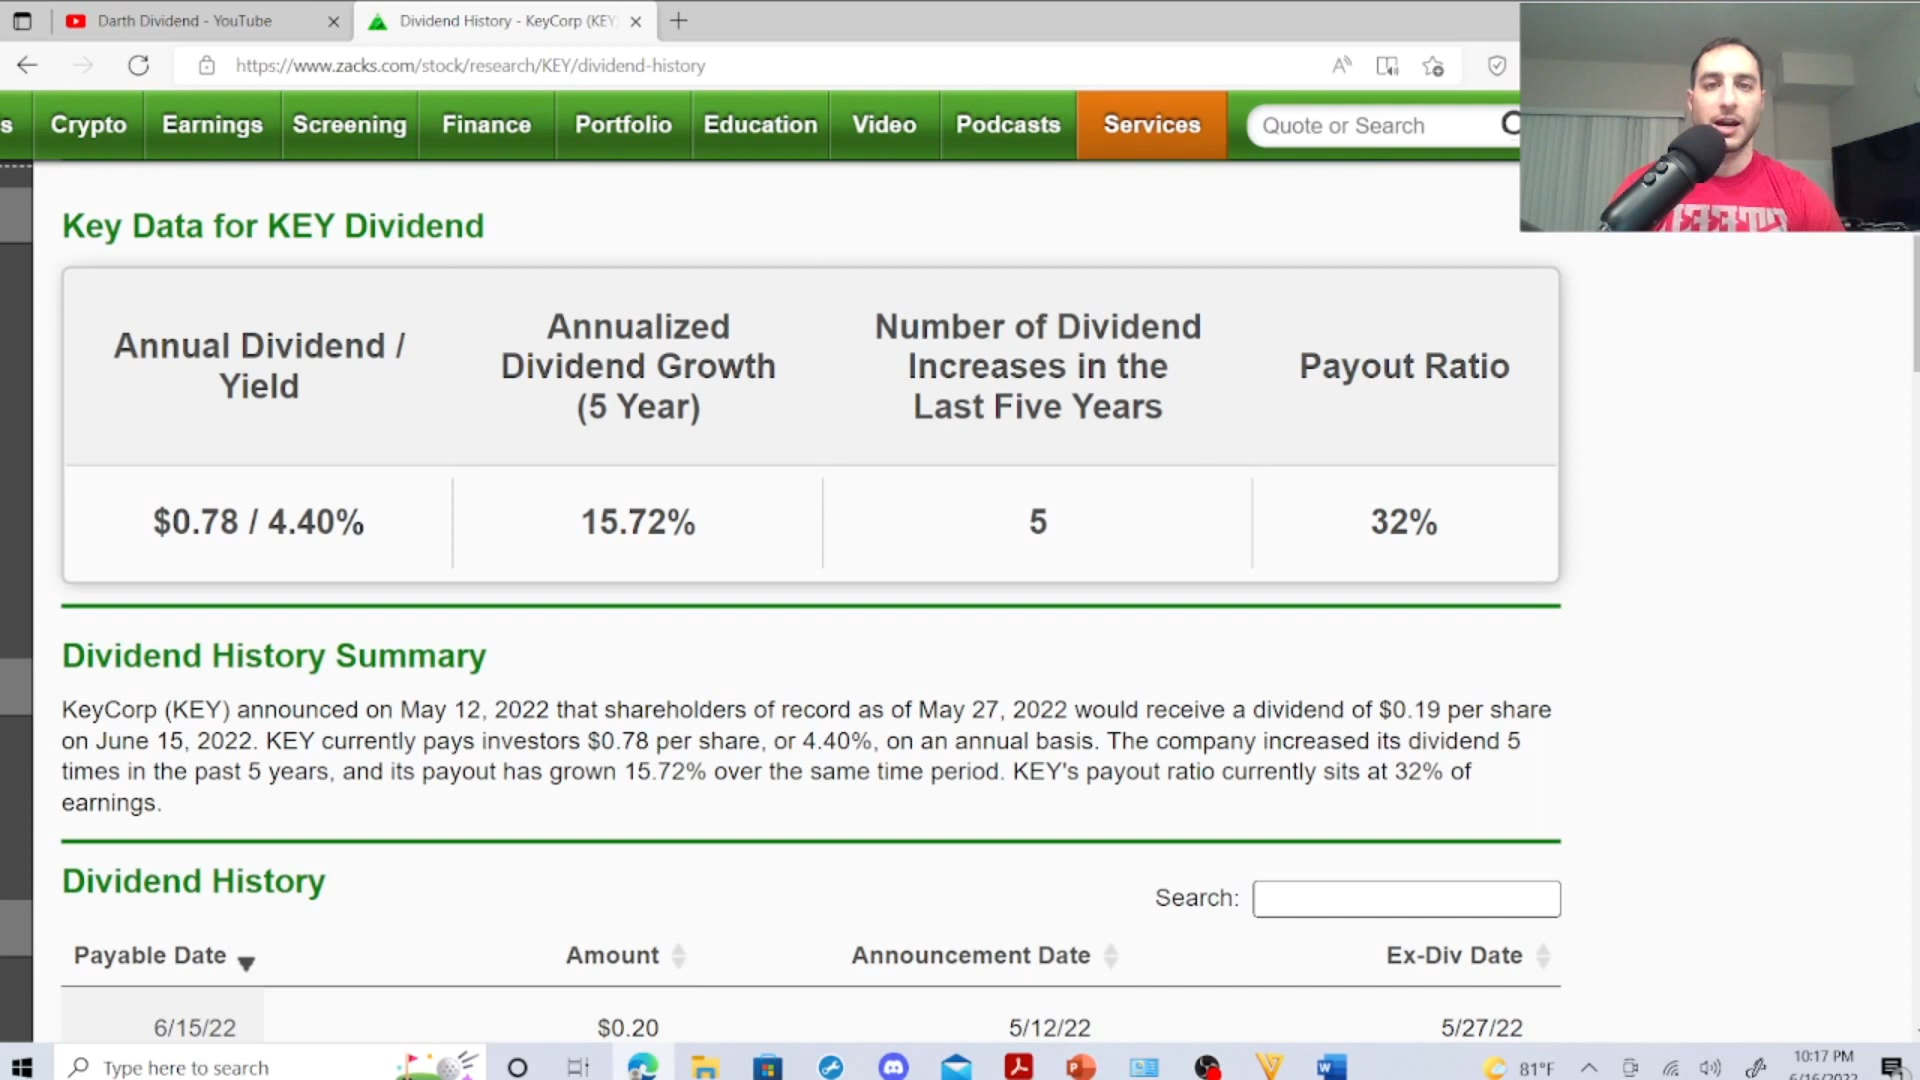 Darth Dividend - YouTube
Dividend History - KeyCorp (KEY
https://www.zacks.com/stock/research/KEY/dividend-history
s Crypto Earnings Screening Finance Portfolio Education Video Podcasts Services Quote or Search
Key Data for KEY Dividend
Annual Dividend /
Yield
Annualized
Dividend Growth
(5 Year)
Number of Dividend
Increases in the
Last Five Years
Payout Ratio
$0.78 / 4.40% 15.72% 5 32%
Dividend History Summary
KeyCorp (KEY) announced on May 12, 2022 that shareholders of record as of May 27, 2022 would receive a dividend of $0.19 per share
on June 15, 2022. KEY currently pays investors $0.78 per share, or 4.40%, on an annual basis. The company increased its dividend 5
times in the past 5 years, and its payout has grown 15.72% over the same time period. KEY's payout ratio currently sits at 32% of
earnings.
Dividend History
Search:
Payable Date Amount Announcement Date Ex-Div Date
6/15/22 $0.20 5/12/22 5/27/22
Type here to search
81°F
10:17 PM
6/16/2022